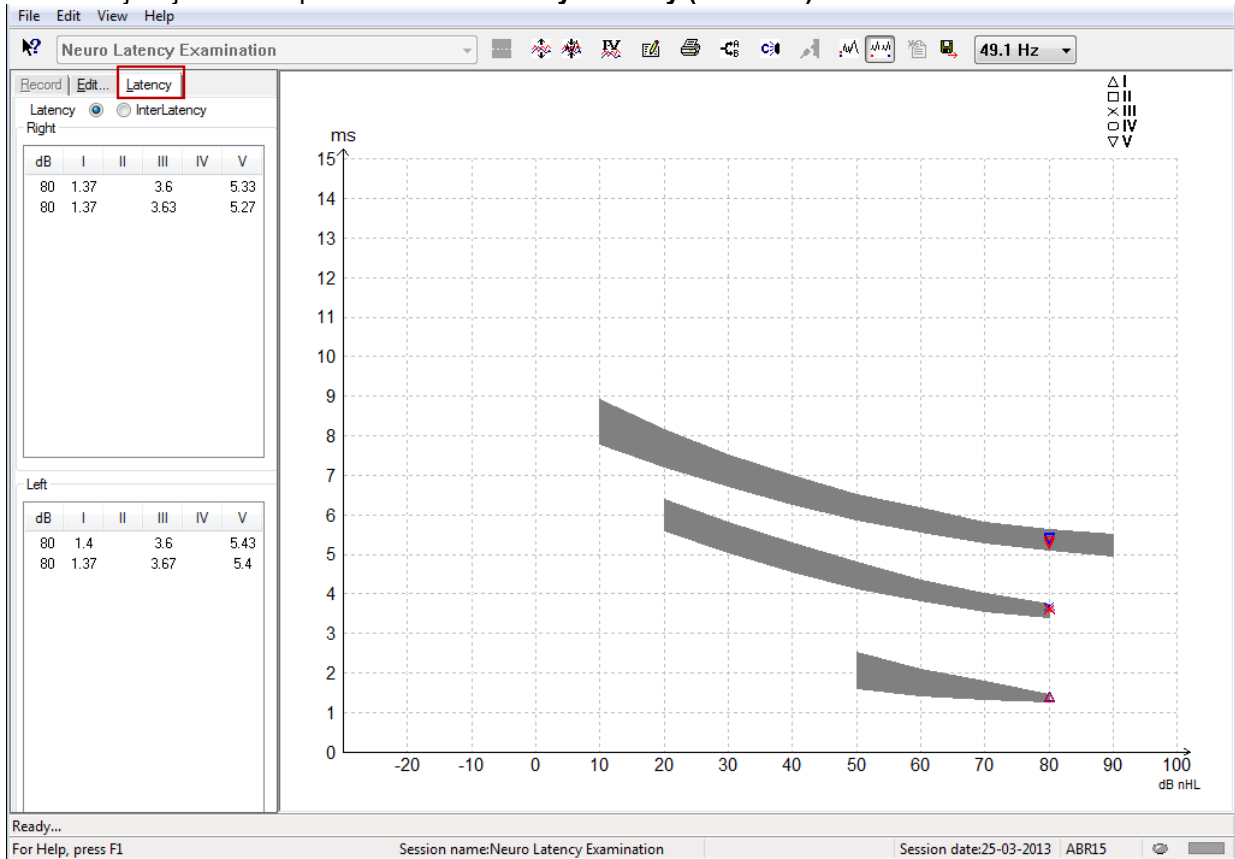 File Edit View Help
Neuro Latency Examination
49.1 Hz
Record Edit... Latency
Latency InterLatency
Right
dB I II III IV V
80 1.37 3.6 5.33
80 1.37 3.63 5.27
Left
dB I II III IV V
80 1.4 3.6 5.43
80 1.37 3.67 5.4
I
II
III
IV
V
ms
15
14
13
12
11
10
9
8
7
6
5
4
3
2
1
0
-20 -10 0 10 20 30 40 50 60 70 80 90 100
dB nHL
Ready...
For Help, press F1 Session name:Neuro Latency Examination Session date:25-03-2013 ABR15